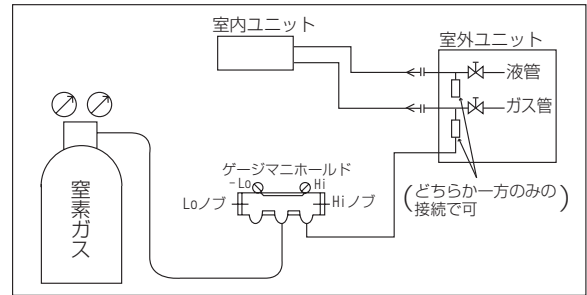 室内ユニット
室外ユニット
液管
ガス管
ゲージマニホールド
-Lo
Hi
Loノブ
Hiノブ
(どちらか一方のみの
接続で可)
窒素ガス